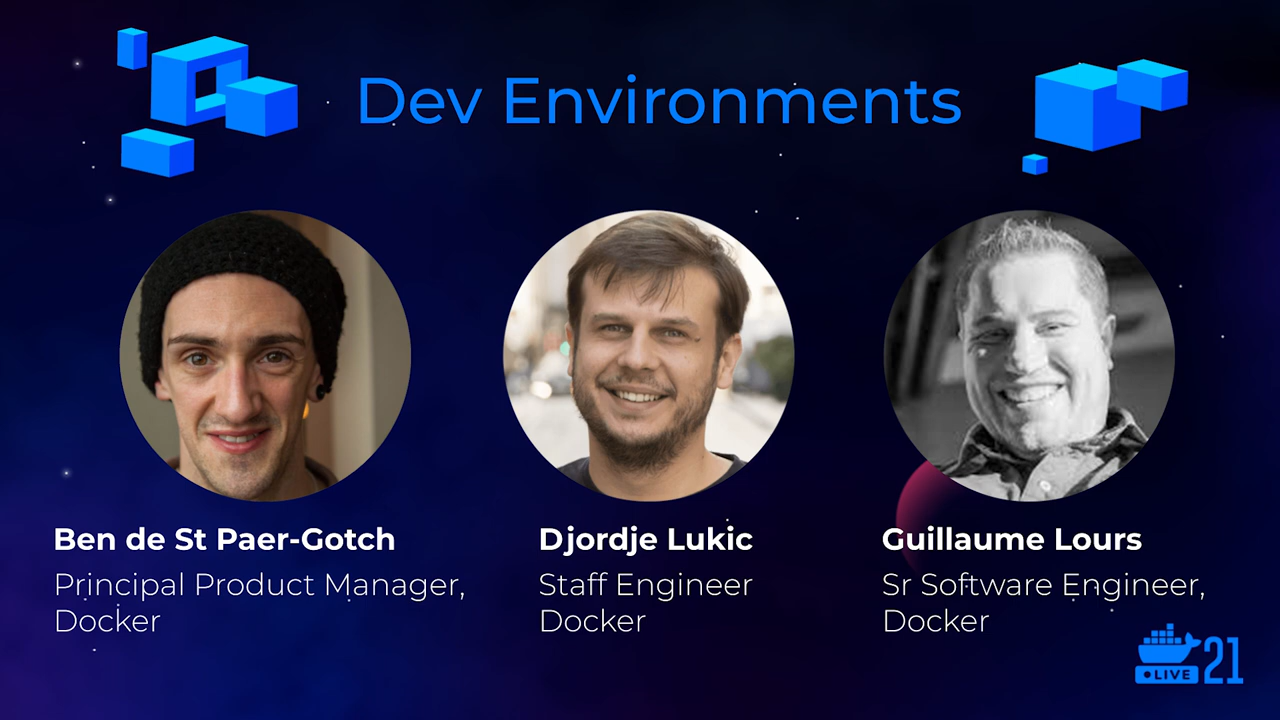 Dev Environments
Ben de St Paer-Gotch
Principal Product Manager,
Docker
Djordje Lukic
Staff Engineer
Docker
Guillaume Lours
Sr Software Engineer,
Docker
LIVE 21